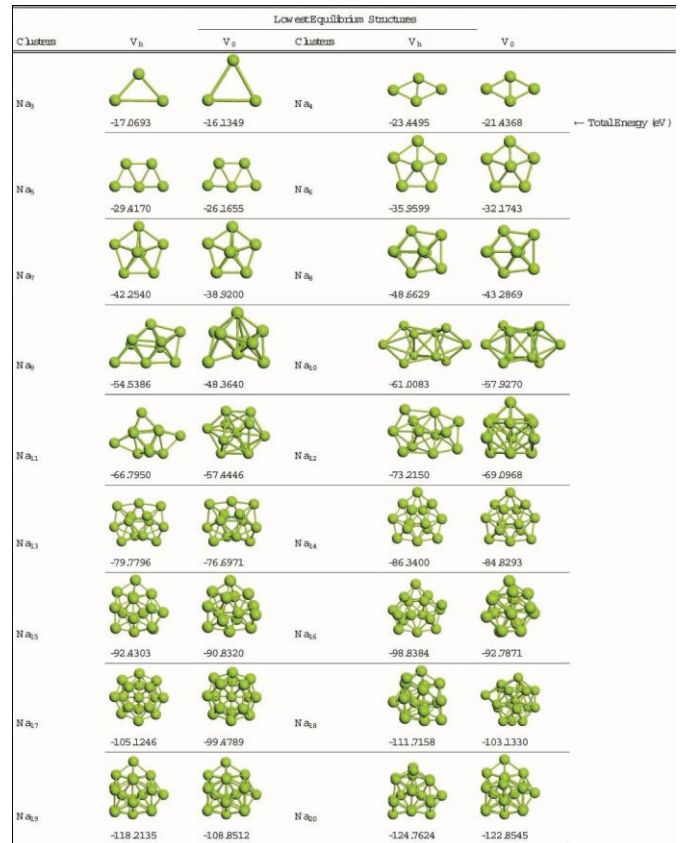 Lowest Equilibrium Structures
Clusters Vh V0 Clusters Vh V0
Na3 Na4
-17.0693 -16.1349 -23.4495 -21.4368 ← Total Energy (eV)
Na5 Na6
-29.4170 -26.1655 -35.9599 -32.1743
Na7 Na8
-42.2540 -38.9200 -48.6629 -43.2869
Na9 Na10
-54.5386 -48.3640 -61.0083 -57.9270
Na11 Na12
-66.7950 -57.4446 -73.2150 -69.0968
Na13 Na14
-79.7796 -76.6971 -86.3400 -84.8293
Na15 Na16
-92.4303 -90.8320 -98.8384 -92.7871
Na17 Na18
-105.1246 -99.4789 -111.7158 -103.1330
Na19 Na20
-118.2135 -108.8512 -124.7624 -122.8545